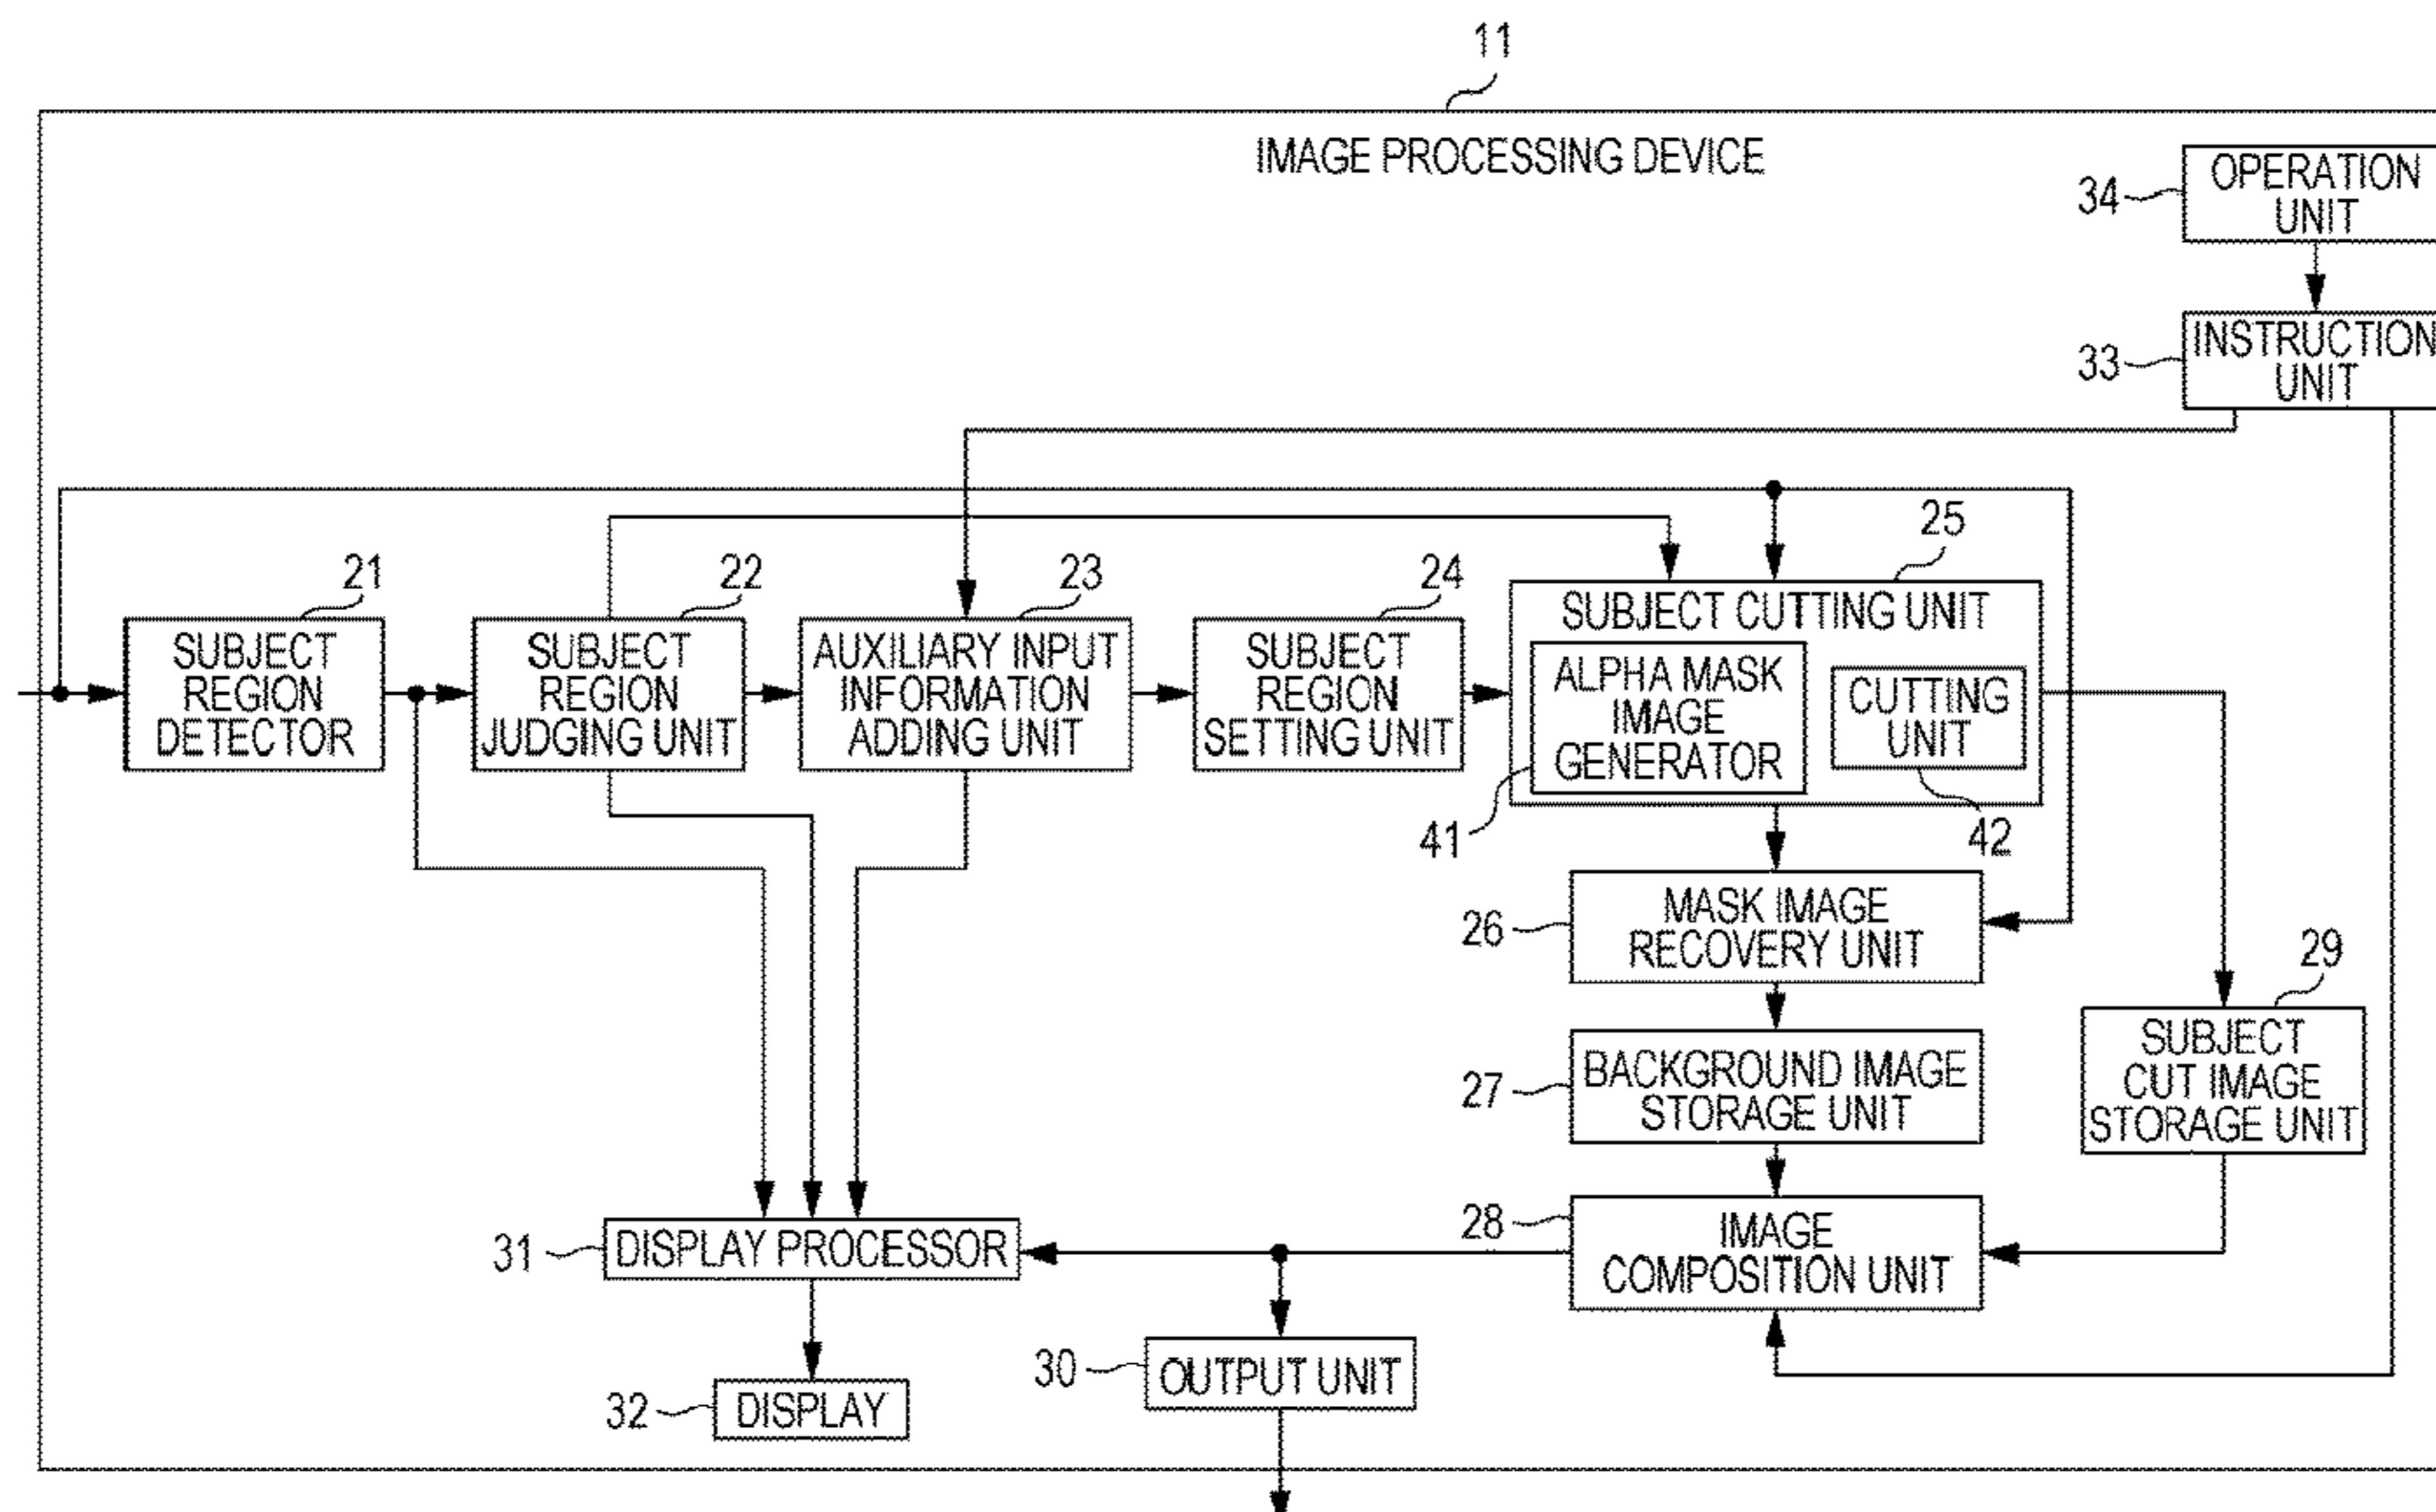 11
IMAGE PROCESSING DEVICE
34
OPERATION
UNIT
33
INSTRUCTION
UNIT
21
SUBJECT
REGION
DETECTOR
22
SUBJECT
REGION
JUDGING UNIT
23
AUXILIARY INPUT
INFORMATION
ADDING UNIT
24
SUBJECT
REGION
SETTING UNIT
25
SUBJECT CUTTING UNIT
ALPHA MASK
IMAGE
GENERATOR
41
CUTTING
UNIT
42
26
MASK IMAGE
RECOVERY UNIT
27
BACKGROUND IMAGE
STORAGE UNIT
29
SUBJECT
CUT IMAGE
STORAGE UNIT
28
IMAGE
COMPOSITION UNIT
31
DISPLAY PROCESSOR
30
OUTPUT UNIT
32
DISPLAY